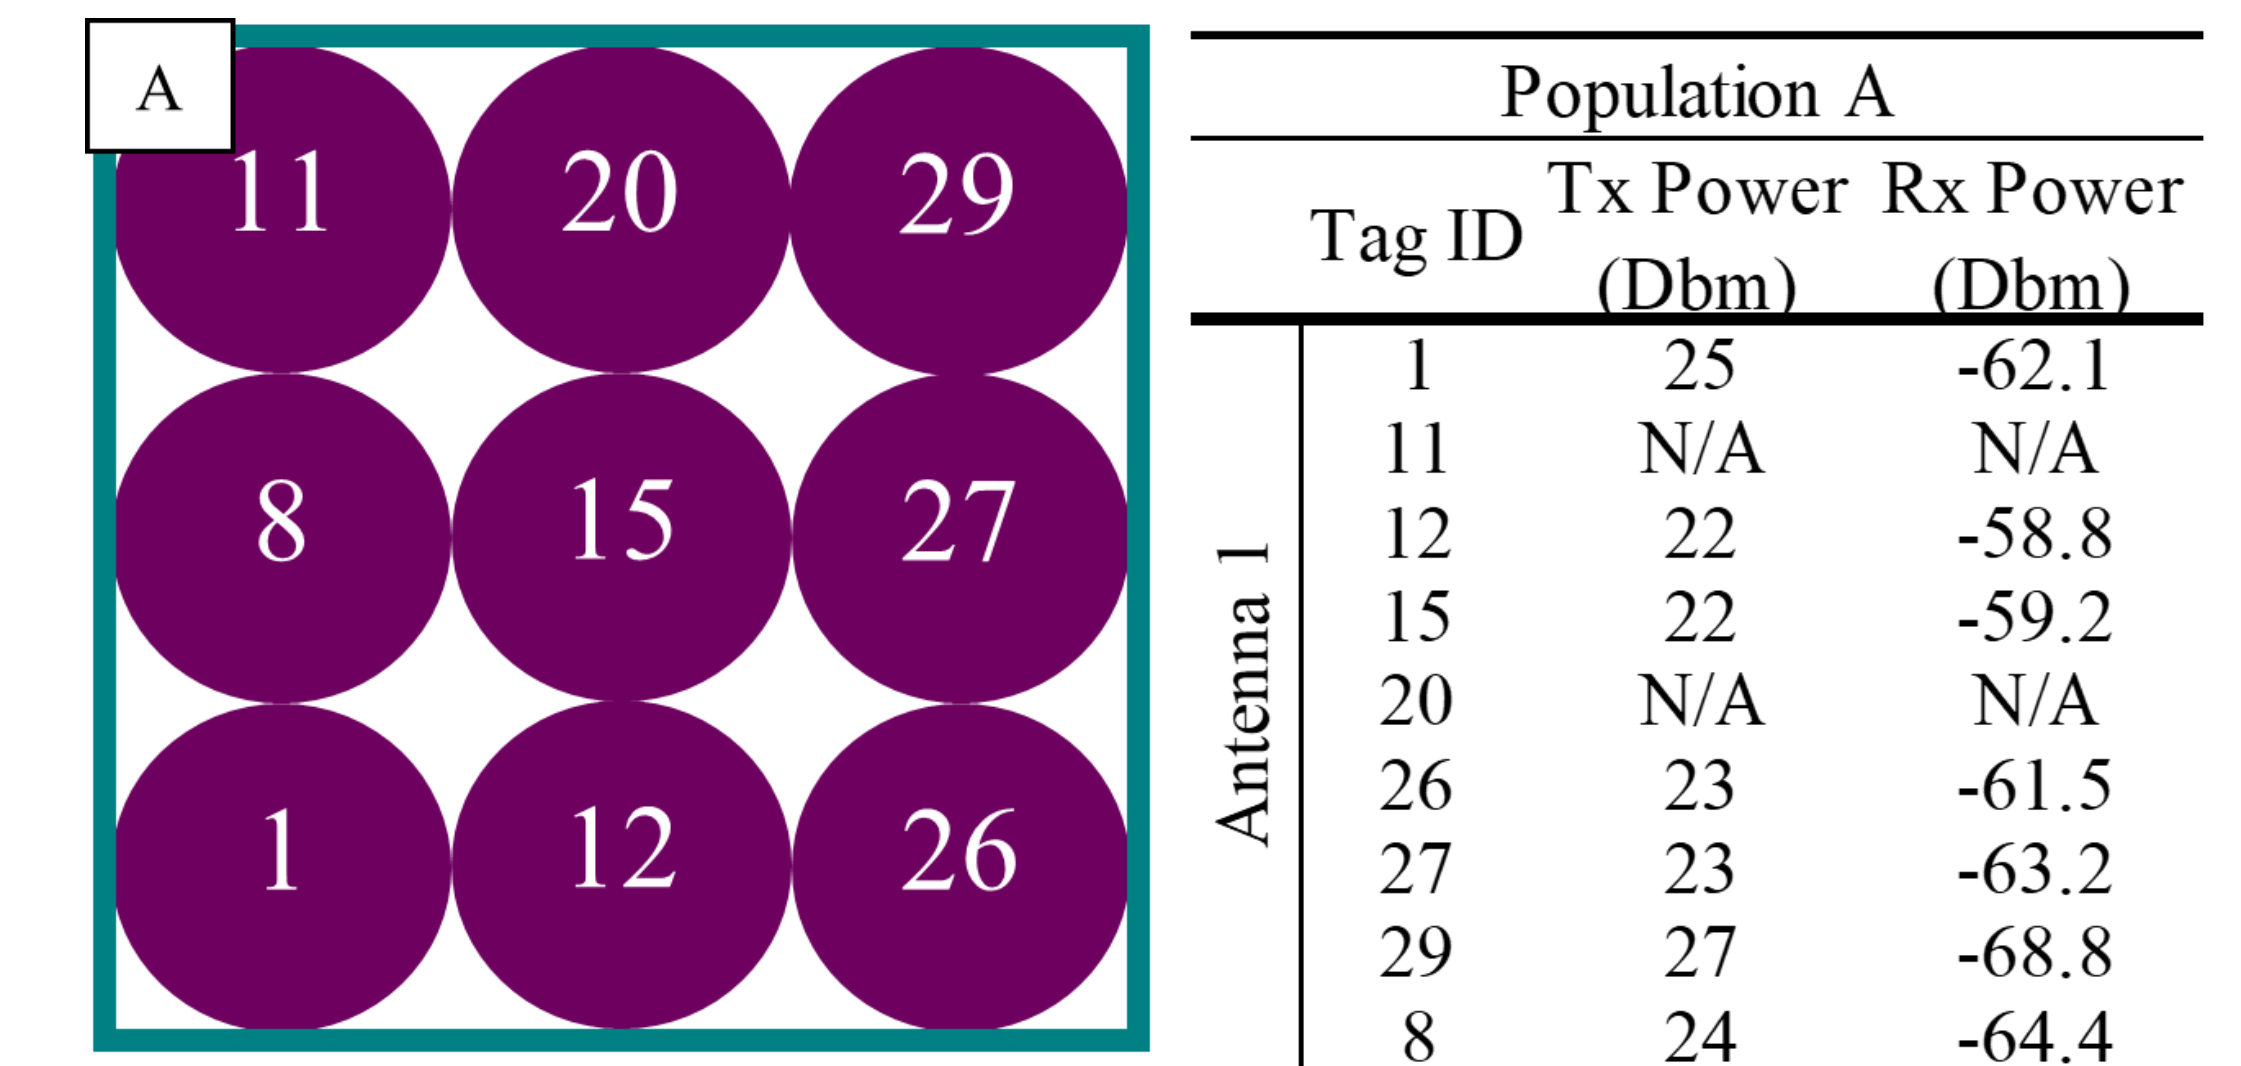 A
11 20 29
8 15 27
1 12 26
Population A
Tag ID Tx Power (Dbm) Rx Power (Dbm)
Antenna 1
1 25 -62.1
11 N/A N/A
12 22 -58.8
15 22 -59.2
20 N/A N/A
26 23 -61.5
27 23 -63.2
29 27 -68.8
8 24 -64.4